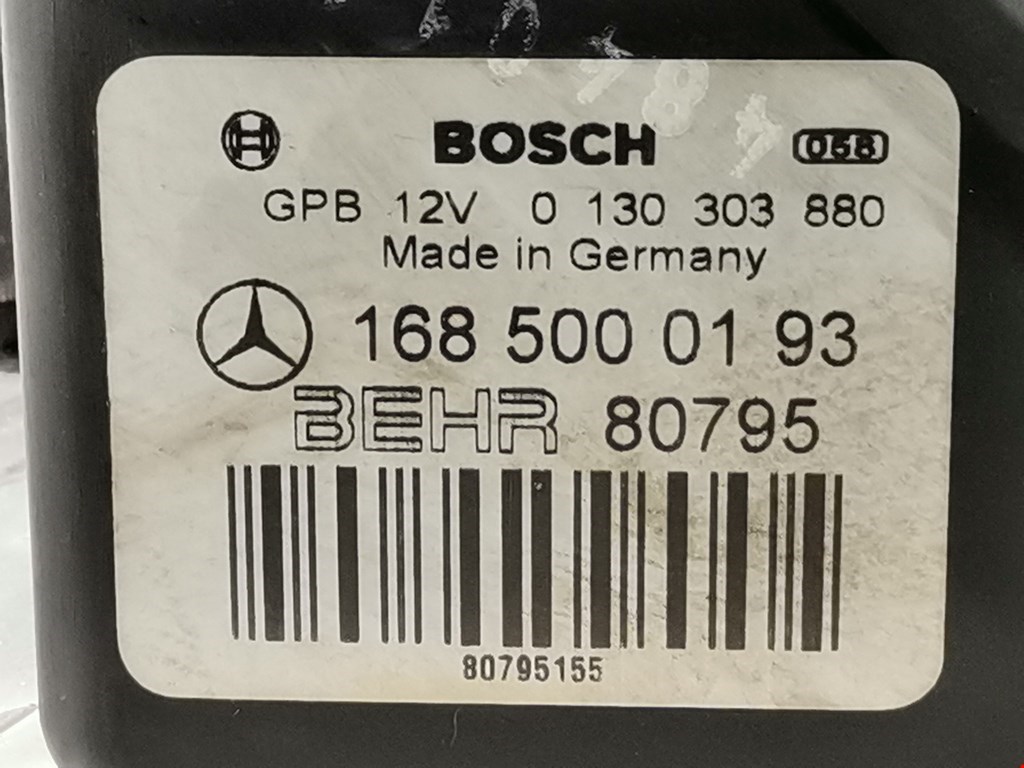 BOSCH 058
GPB 12V 0 130 303 880
Made in Germany
168 500 01 93
BEHR 80795
80795155